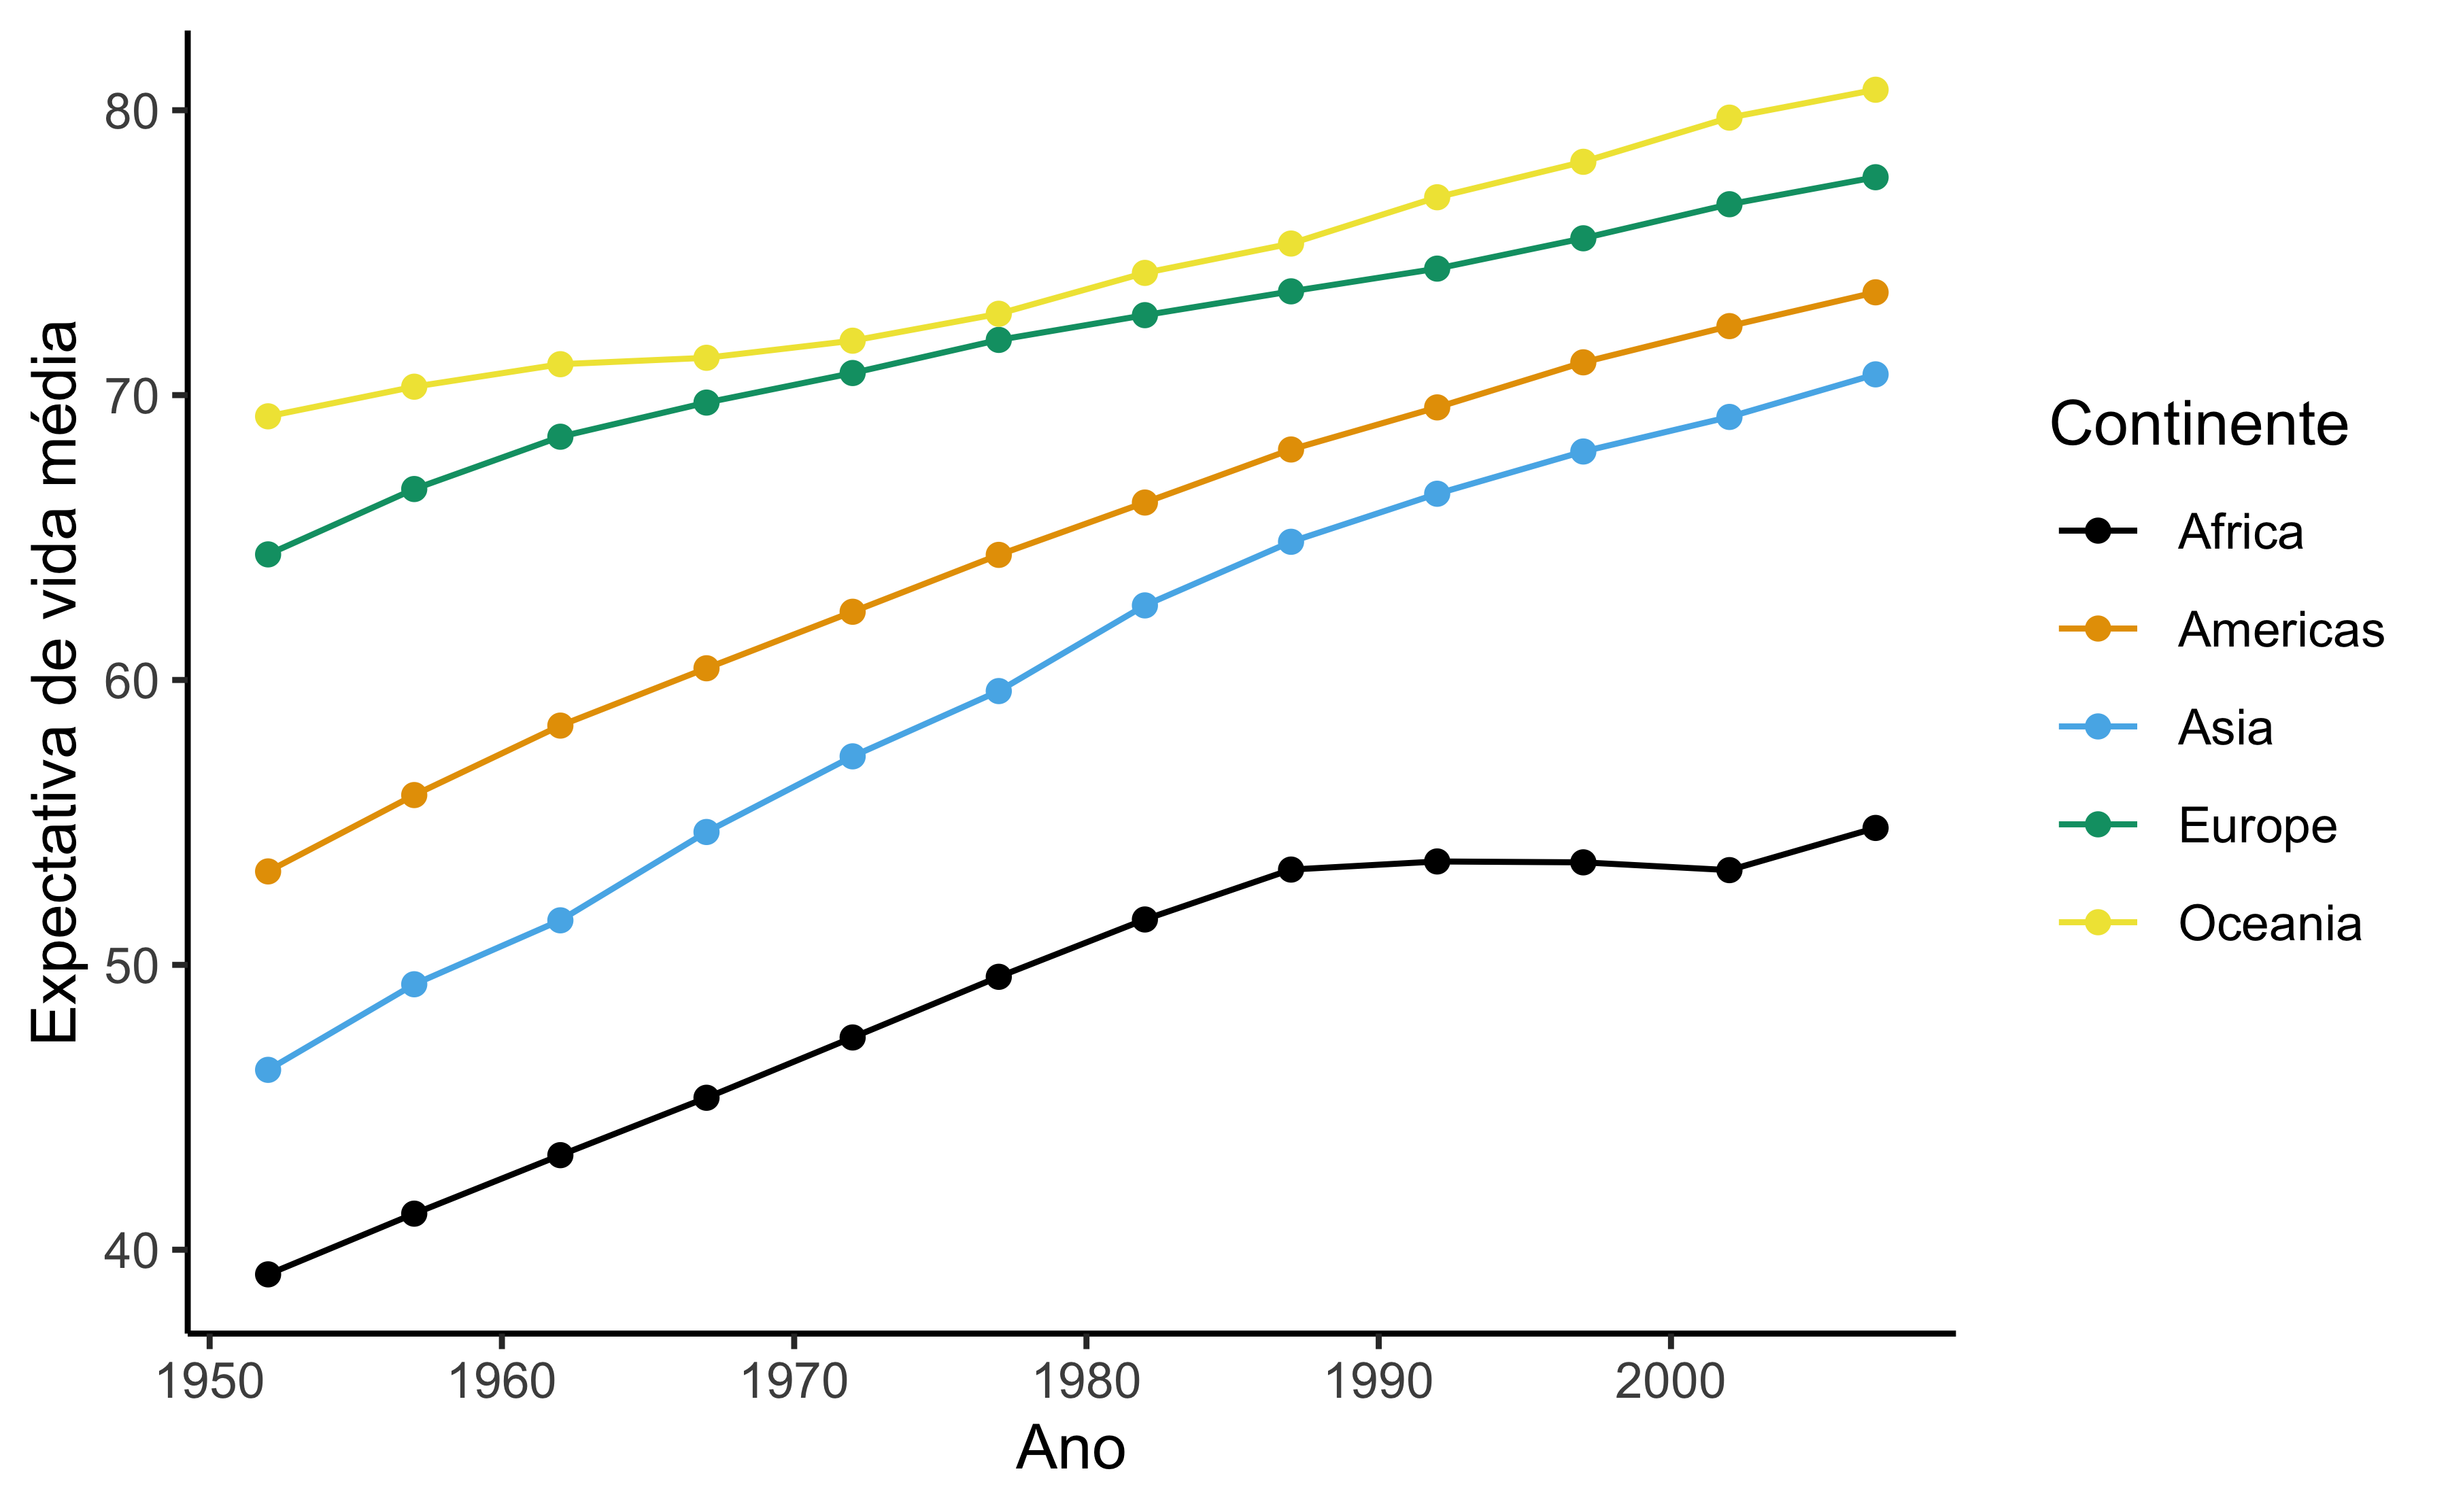 Expectativa de vida média
80
70
60
50
40
1950
1960
1970
1980
1990
2000
Ano
Continente
Africa
Americas
Asia
Europe
Oceania